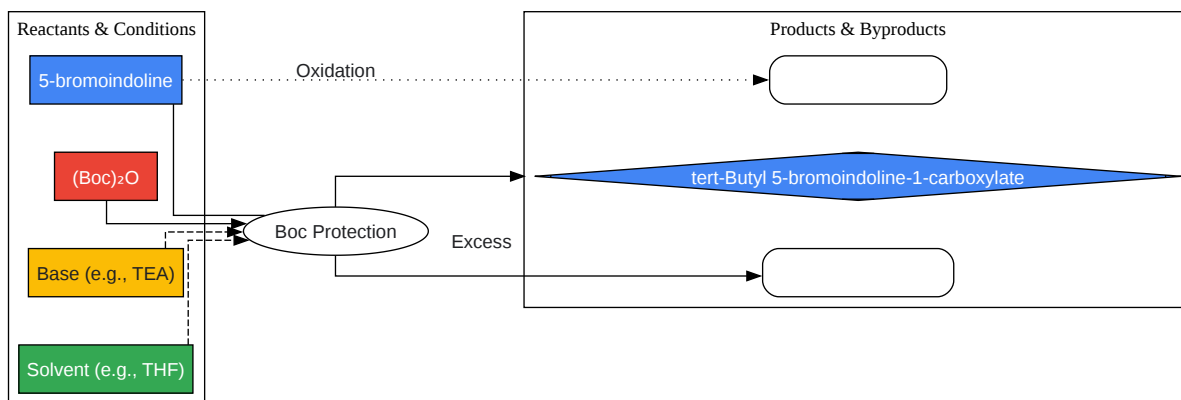 Reactants & Conditions
Products & Byproducts
5-bromoindoline
Oxidation
(Boc)₂O
tert-Butyl 5-bromoindoline-1-carboxylate
Boc Protection
Excess
Base (e.g., TEA)
Solvent (e.g., THF)